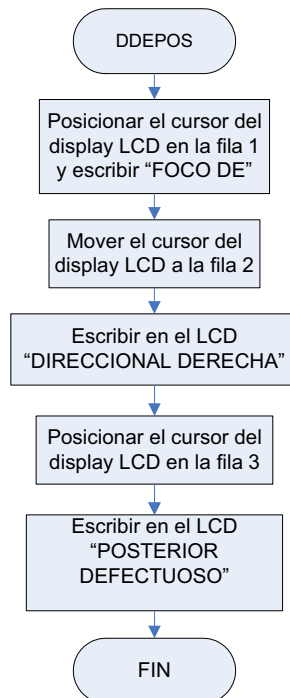 DDEPOS
Posicionar el cursor del
display LCD en la fila 1
y escribir “FOCO DE”
Mover el cursor del
display LCD a la fila 2
Escribir en el LCD
“DIRECCIONAL DERECHA”
Posicionar el cursor del
display LCD en la fila 3
Escribir en el LCD
“POSTERIOR
DEFECTUOSO”
FIN